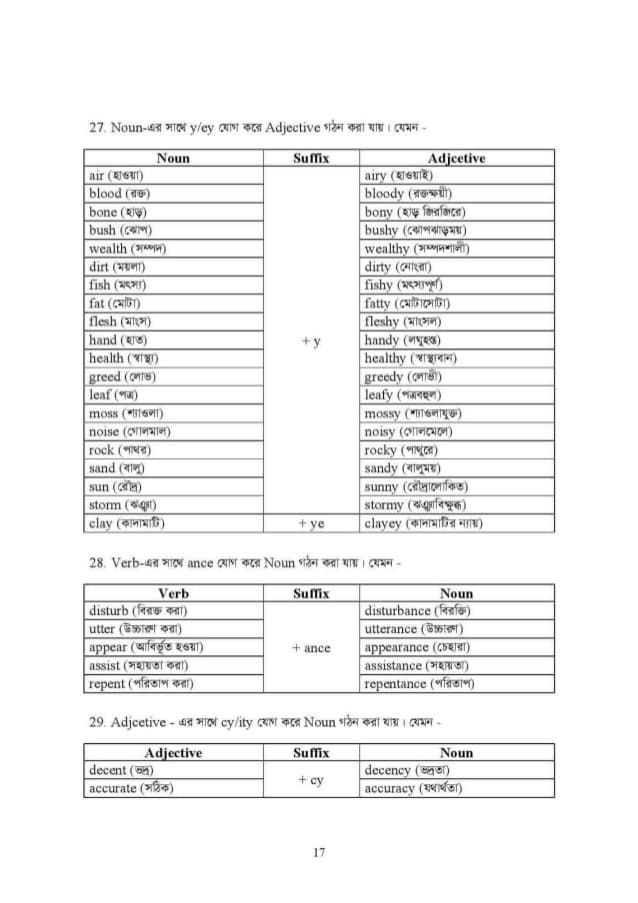 27. Noun-এর সাথে y/ey যোগ করে Adjective গঠন করা যায়। যেমন -
Noun Suffix Adjcetive
air (হাওয়া) airy (হাওয়াই)
blood (রক্ত) bloody (রক্তক্ষয়ী)
bone (হাড়) bony (হাড় জিরজিরে)
bush (ঝোপ) bushy (ঝোপঝাড়ময়)
wealth (সম্পদ) wealthy (সম্পদশালী)
dirt (ময়লা) dirty (নোংরা)
fish (মৎস্য) fishy (মৎস্যপূর্ণ)
fat (মোটা) fatty (মোটাসোটা)
flesh (মাংস) fleshy (মাংসল)
hand (হাত) + y handy (লঘুহস্ত)
health (স্বাস্থ্য) healthy (স্বাস্থ্যবান)
greed (লোভ) greedy (লোভী)
leaf (পত্র) leafy (পত্রবহুল)
moss (শ্যাওলা) mossy (শ্যাওলাযুক্ত)
noise (গোলমাল) noisy (গোলমেলে)
rock (পাথর) rocky (পাথুরে)
sand (বালু) sandy (বালুময়)
sun (রৌদ্র) sunny (রৌদ্রালোকিত)
storm (ঝঞ্ঝা) stormy (ঝঞ্ঝাবিক্ষুব্ধ)
clay (কাদামাটি) + ye clayey (কাদামাটির ন্যায়)
28. Verb-এর সাথে ance যোগ করে Noun গঠন করা যায়। যেমন -
Verb Suffix Noun
disturb (বিরক্ত করা) disturbance (বিরক্তি)
utter (উচ্চারণ করা) utterance (উচ্চারণ)
appear (আবির্ভূত হওয়া) + ance appearance (চেহারা)
assist (সহায়তা করা) assistance (সহায়তা)
repent (পরিতাপ করা) repentance (পরিতাপ)
29. Adjcetive - এর সাথে cy/ity যোগ করে Noun গঠন করা যায়। যেমন -
Adjective Suffix Noun
decent (ভদ্র) + cy decency (ভদ্রতা)
accurate (সঠিক) accuracy (যথার্থতা)
17